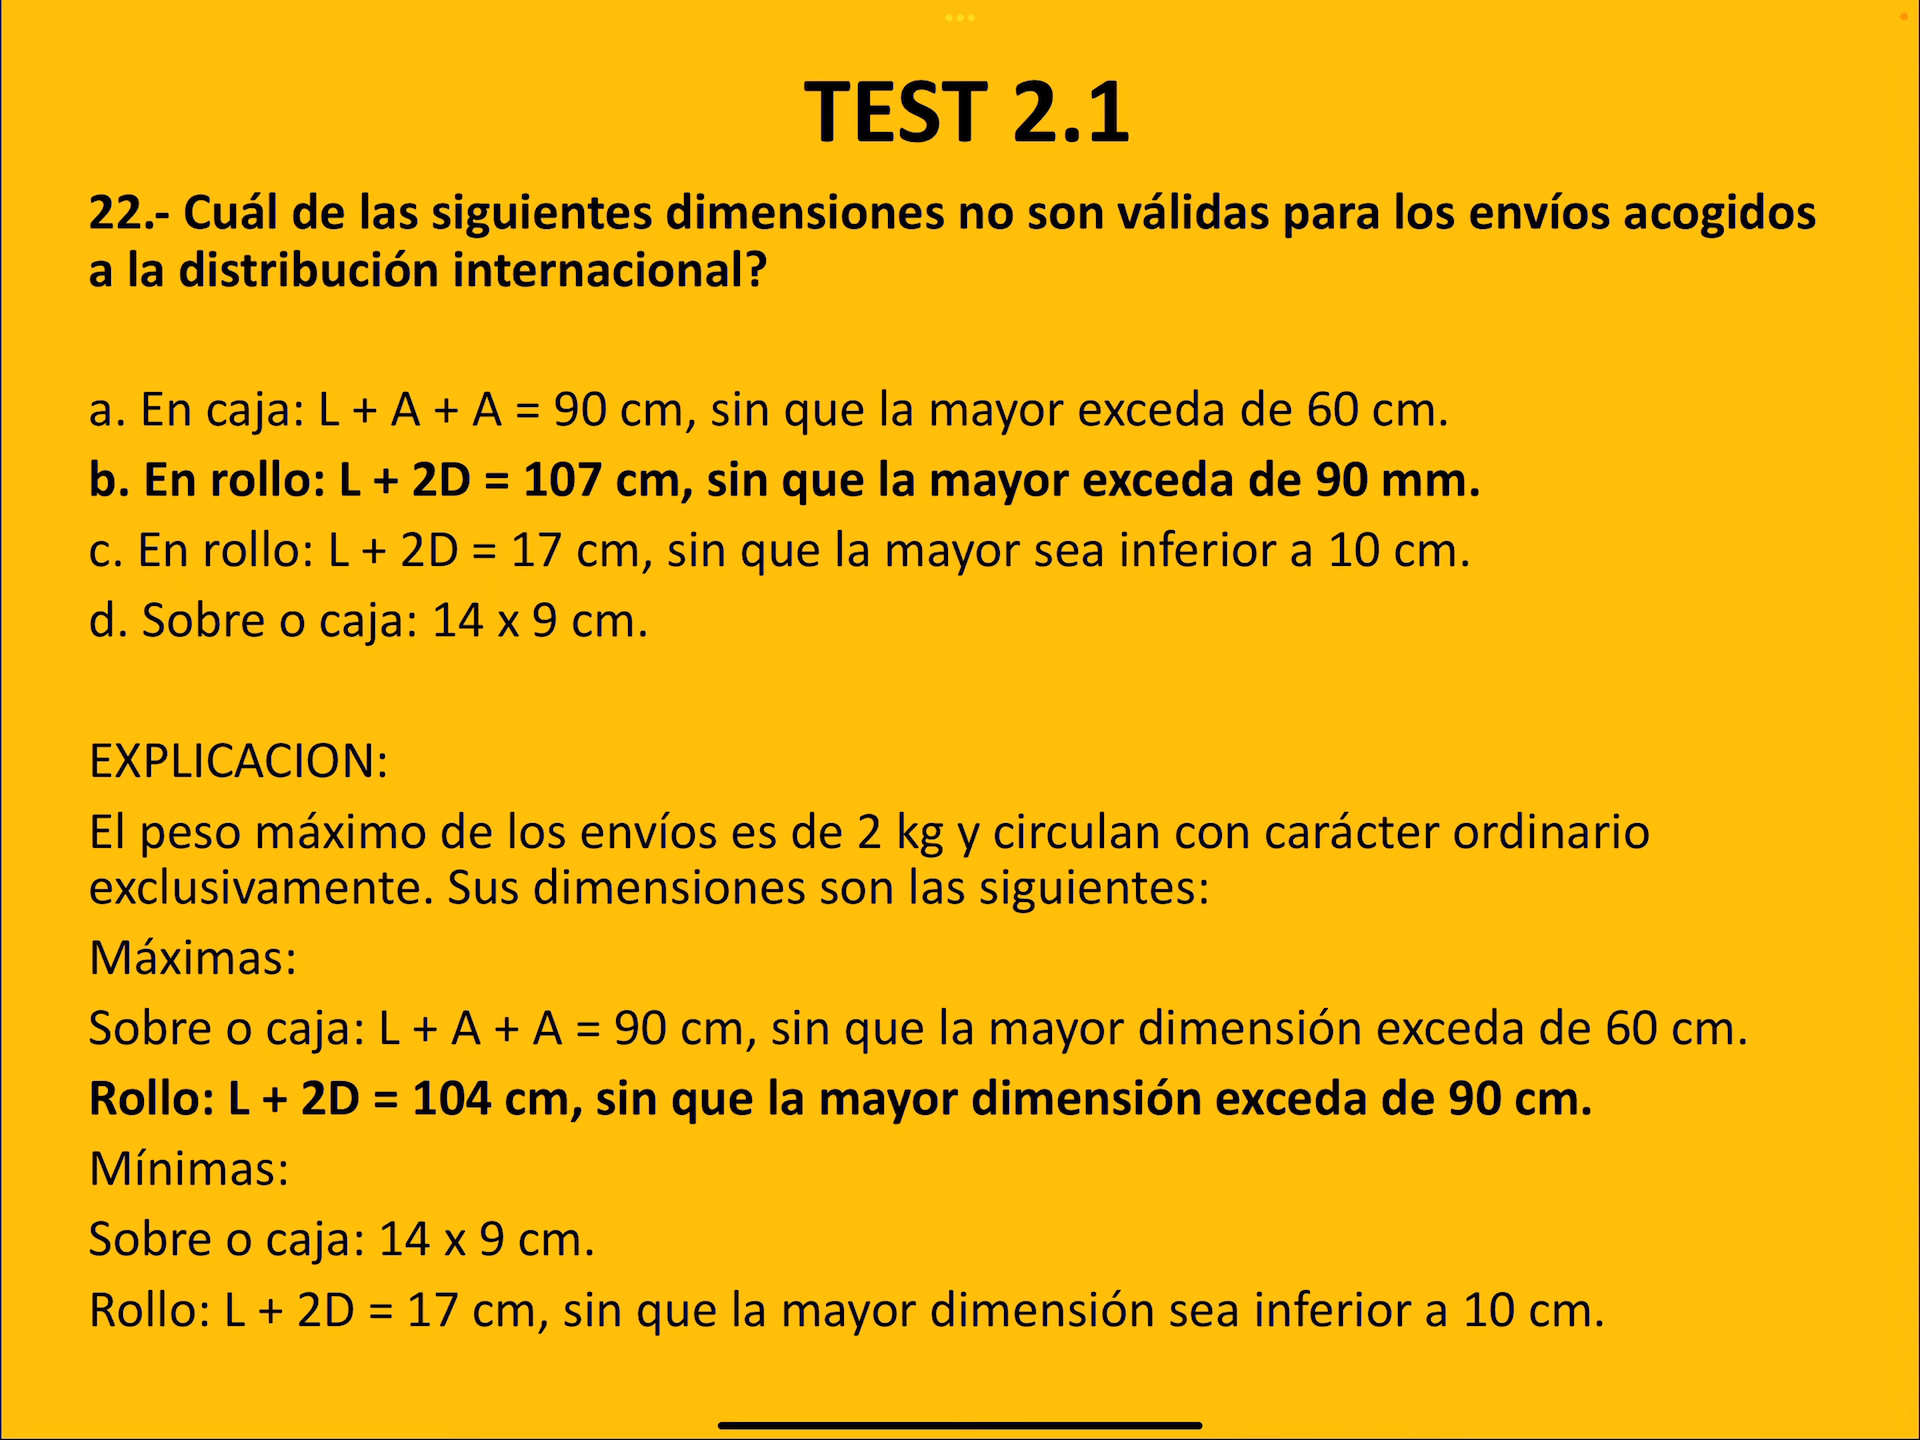 TEST 2.1
22.- Cuál de las siguientes dimensiones no son válidas para los envíos acogidos
a la distribución internacional?
a. En caja: L + A + A = 90 cm, sin que la mayor exceda de 60 cm.
b. En rollo: L + 2D = 107 cm, sin que la mayor exceda de 90 mm.
c. En rollo: L + 2D = 17 cm, sin que la mayor sea inferior a 10 cm.
d. Sobre o caja: 14 x 9 cm.
EXPLICACION:
El peso máximo de los envíos es de 2 kg y circulan con carácter ordinario
exclusivamente. Sus dimensiones son las siguientes:
Máximas:
Sobre o caja: L + A + A = 90 cm, sin que la mayor dimensión exceda de 60 cm.
Rollo: L + 2D = 104 cm, sin que la mayor dimensión exceda de 90 cm.
Mínimas:
Sobre o caja: 14 x 9 cm.
Rollo: L + 2D = 17 cm, sin que la mayor dimensión sea inferior a 10 cm.